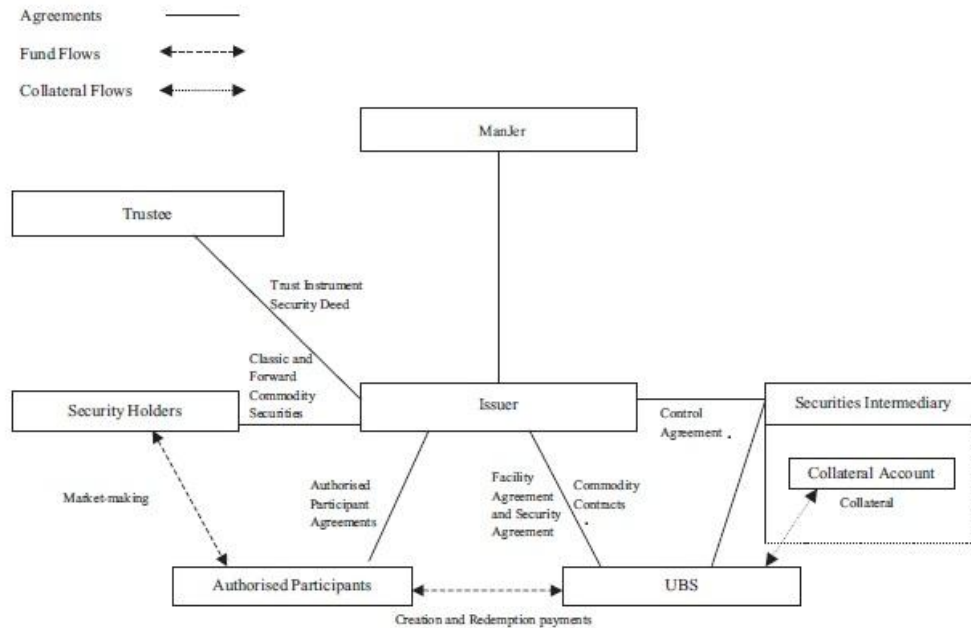 Agreements
Fund Flows
Collateral Flows
ManJer
Trustee
Trust Instrument
Security Deed
Classic and
Forward
Commodity
Securities
Security Holders
Issuer
Securities Intermediary
Control
Agreement
Collateral Account
Collateral
Market-making
Authorised
Participant
Agreements
Facility
Agreement
and Security
Agreement
Commodity
Contracts
Authorised Participants
UBS
Creation and Redemption payments